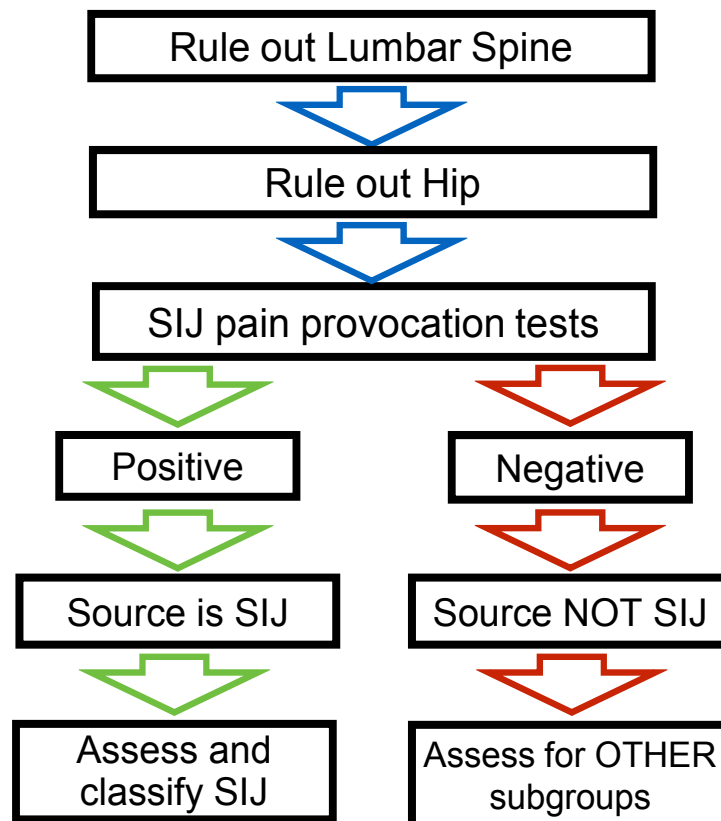 Rule out Lumbar Spine
Rule out Hip
SIJ pain provocation tests
Positive
Negative
Source is SIJ
Source NOT SIJ
Assess and
classify SIJ
Assess for OTHER
subgroups